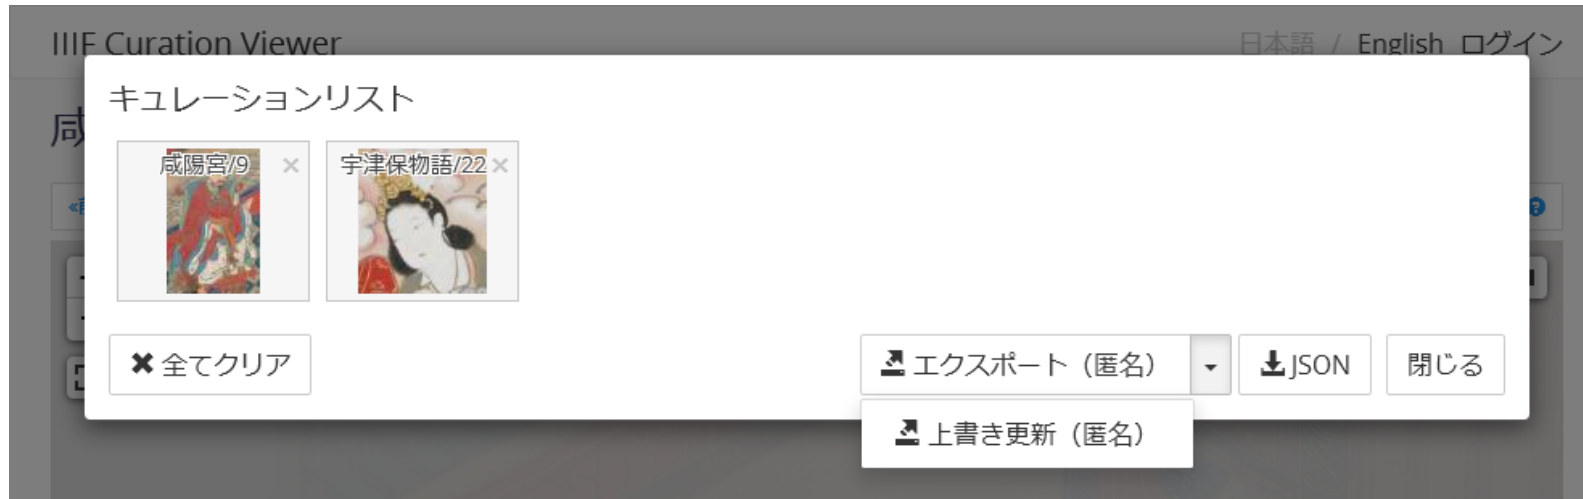 IIIF Curation Viewer
日本語 / English ログイン
キュレーションリスト
咸
咸陽宮/9 ×
宇津保物語/22 ×
«前
?
✖ 全てクリア
エクスポート（匿名）
JSON
閉じる
上書き更新（匿名）